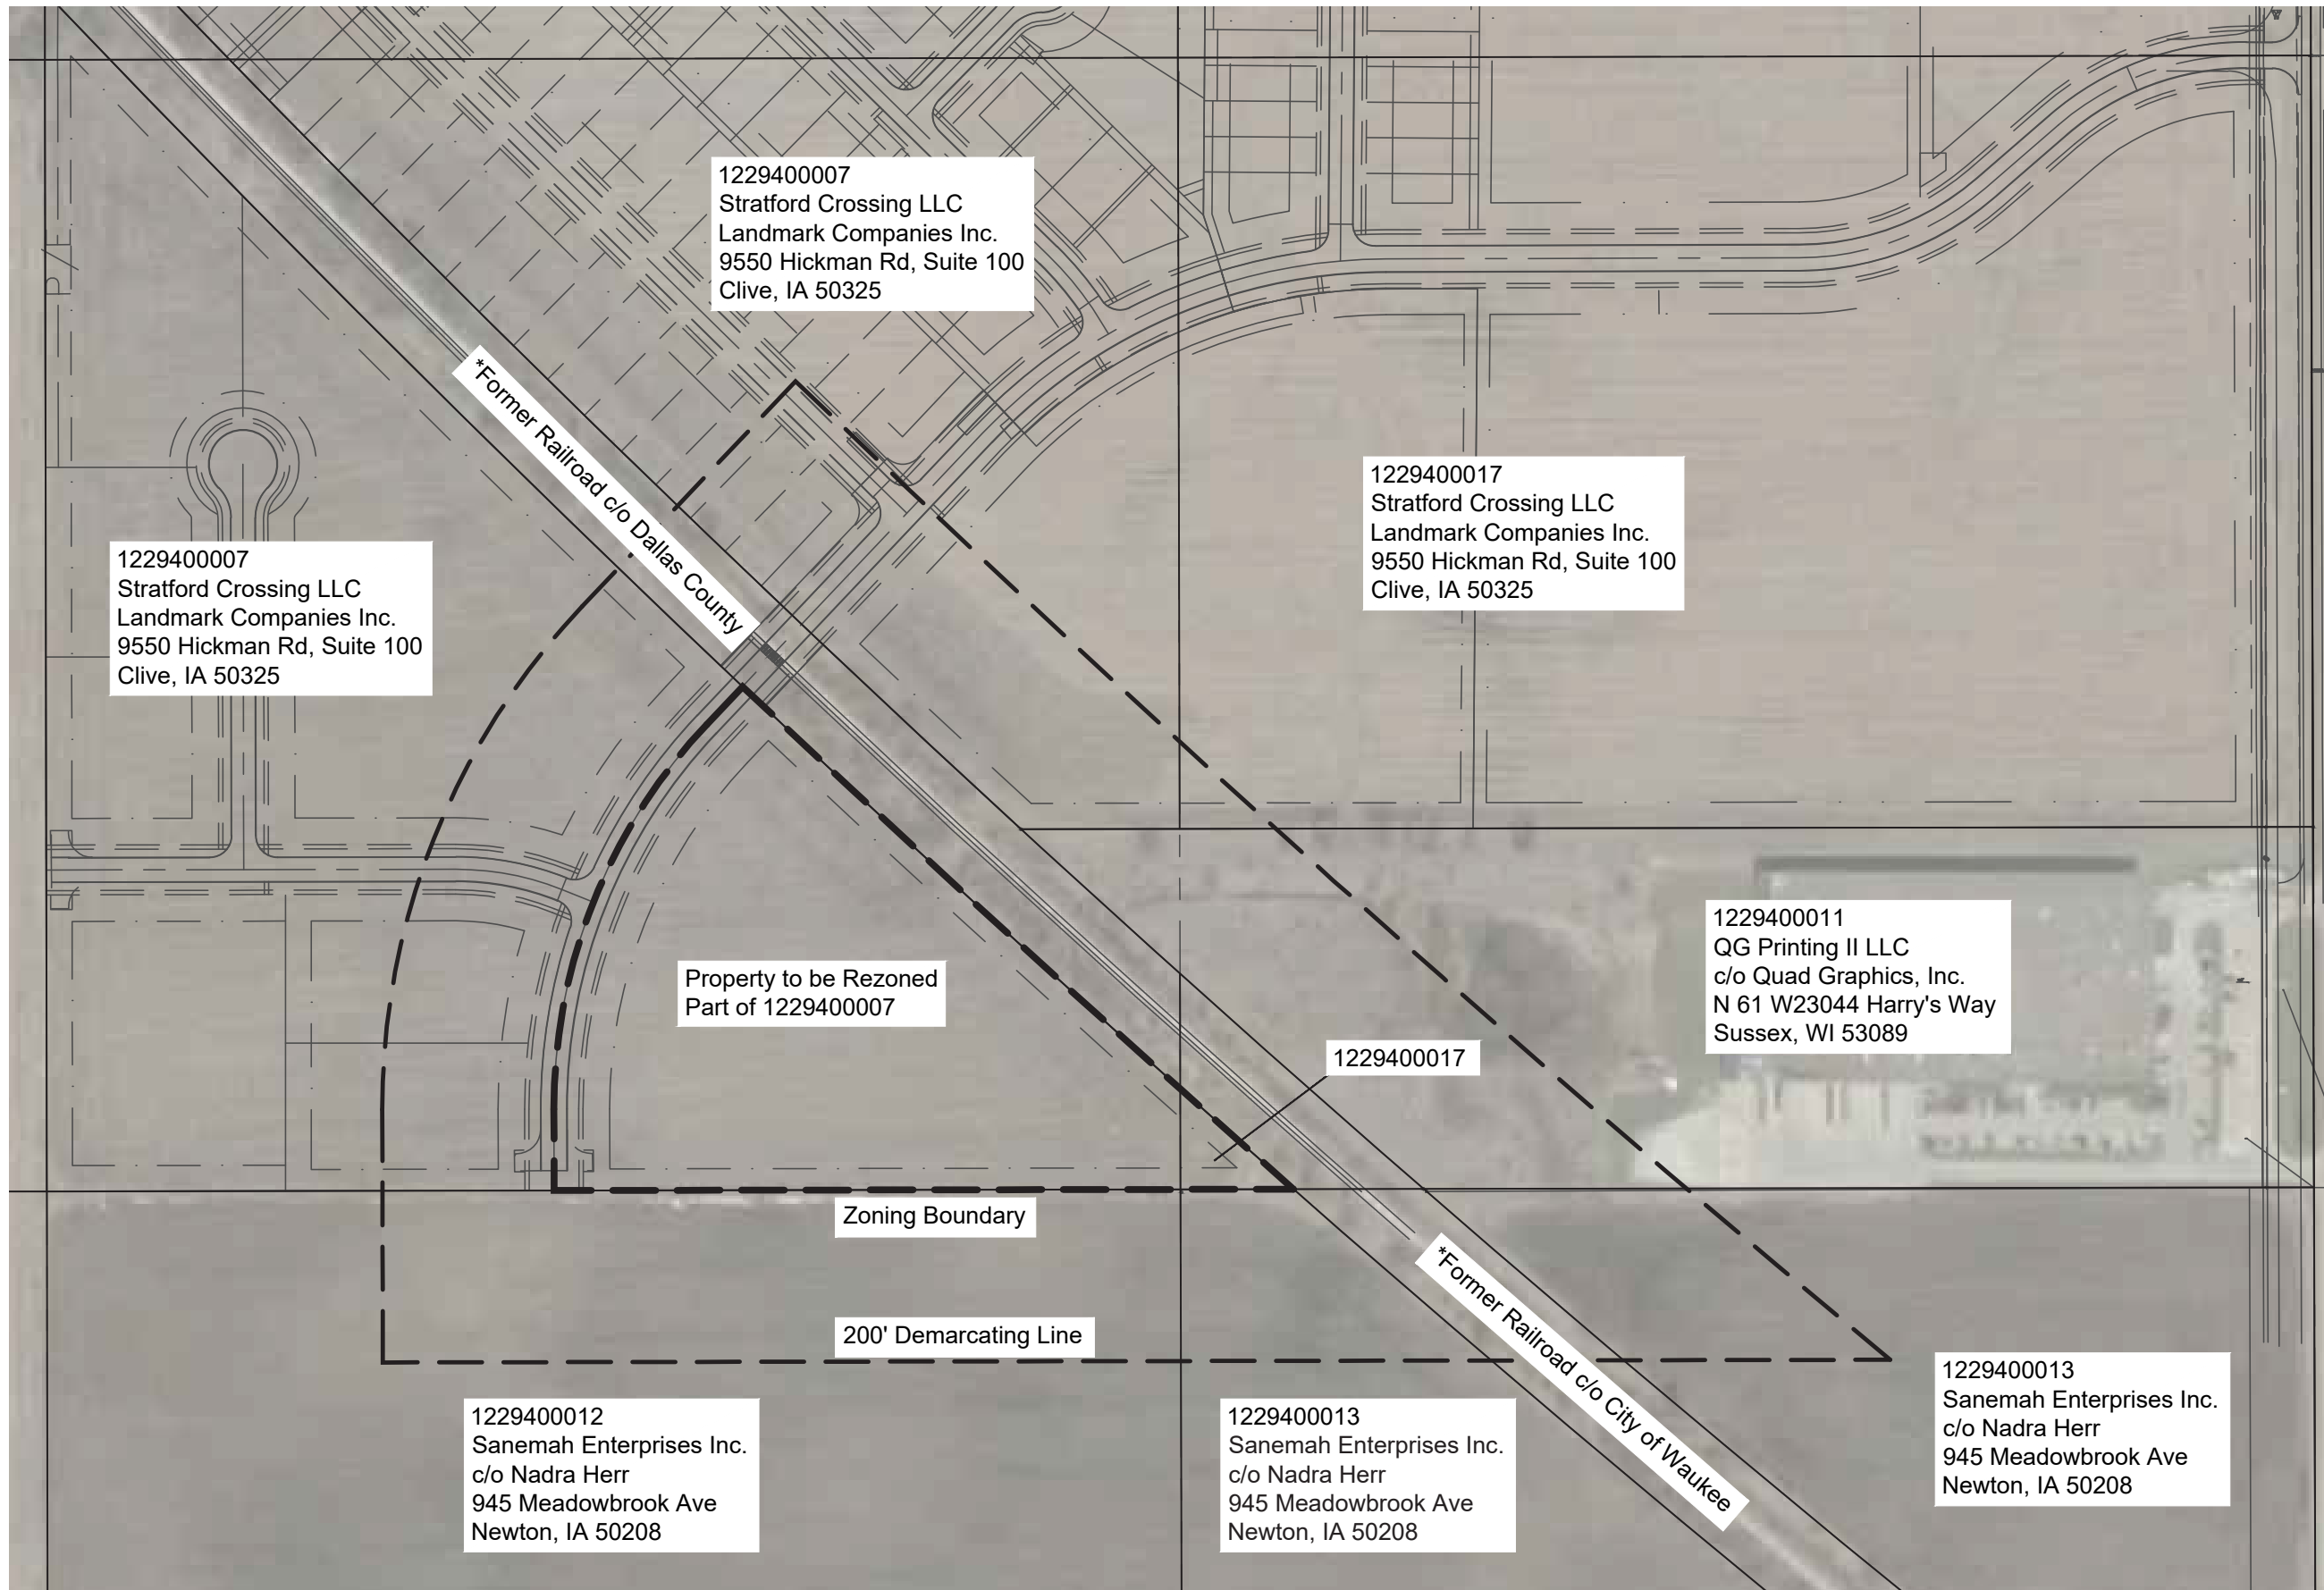 1229400007
Stratford Crossing LLC
Landmark Companies Inc.
9550 Hickman Rd, Suite 100
Clive, IA 50325
*Former Railroad c/o Dallas County
1229400017
Stratford Crossing LLC
Landmark Companies Inc.
9550 Hickman Rd, Suite 100
Clive, IA 50325
1229400007
Stratford Crossing LLC
Landmark Companies Inc.
9550 Hickman Rd, Suite 100
Clive, IA 50325
1229400011
QG Printing II LLC
c/o Quad Graphics, Inc.
N 61 W23044 Harry's Way
Sussex, WI 53089
Property to be Rezoned
Part of 1229400007
1229400017
Zoning Boundary
200' Demarcating Line
*Former Railroad c/o City of Waukee
1229400012
Sanemah Enterprises Inc.
c/o Nadra Herr
945 Meadowbrook Ave
Newton, IA 50208
1229400013
Sanemah Enterprises Inc.
c/o Nadra Herr
945 Meadowbrook Ave
Newton, IA 50208
1229400013
Sanemah Enterprises Inc.
c/o Nadra Herr
945 Meadowbrook Ave
Newton, IA 50208